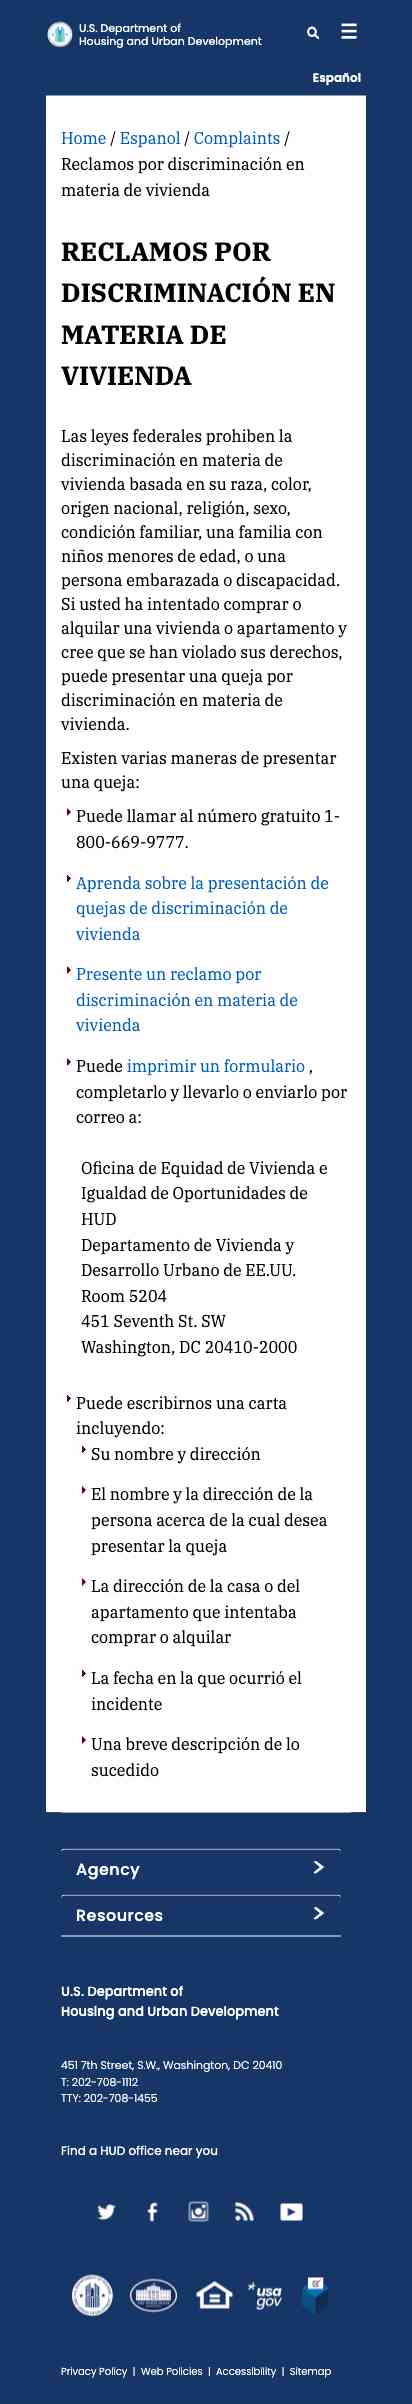 U.S. Department of
Housing and Urban Development
Español
Home / Espanol / Complaints /
Reclamos por discriminación en
materia de vivienda
RECLAMOS POR
DISCRIMINACIÓN EN
MATERIA DE
VIVIENDA
Las leyes federales prohiben la
discriminación en materia de
vivienda basada en su raza, color,
origen nacional, religión, sexo,
condición familiar, una familia con
niños menores de edad, o una
persona embarazada o discapacidad.
Si usted ha intentado comprar o
alquilar una vivienda o apartamento y
cree que se han violado sus derechos,
puede presentar una queja por
discriminación en materia de
vivienda.
Existen varias maneras de presentar
una queja:
Puede llamar al número gratuito 1-
800-669-9777.
Aprenda sobre la presentación de
quejas de discriminación de
vivienda
Presente un reclamo por
discriminación en materia de
vivienda
Puede imprimir un formulario ,
completarlo y llevarlo o enviarlo por
correo a:
Oficina de Equidad de Vivienda e
Igualdad de Oportunidades de
HUD
Departamento de Vivienda y
Desarrollo Urbano de EE.UU.
Room 5204
451 Seventh St. SW
Washington, DC 20410-2000
Puede escribirnos una carta
incluyendo:
Su nombre y dirección
El nombre y la dirección de la
persona acerca de la cual desea
presentar la queja
La dirección de la casa o del
apartamento que intentaba
comprar o alquilar
La fecha en la que ocurrió el
incidente
Una breve descripción de lo
sucedido
Agency
Resources
U.S. Department of
Housing and Urban Development
451 7th Street, S.W., Washington, DC 20410
T: 202-708-1112
TTY: 202-708-1455
Find a HUD office near you
usa
gov
Privacy Policy | Web Policies | Accessibility | Sitemap